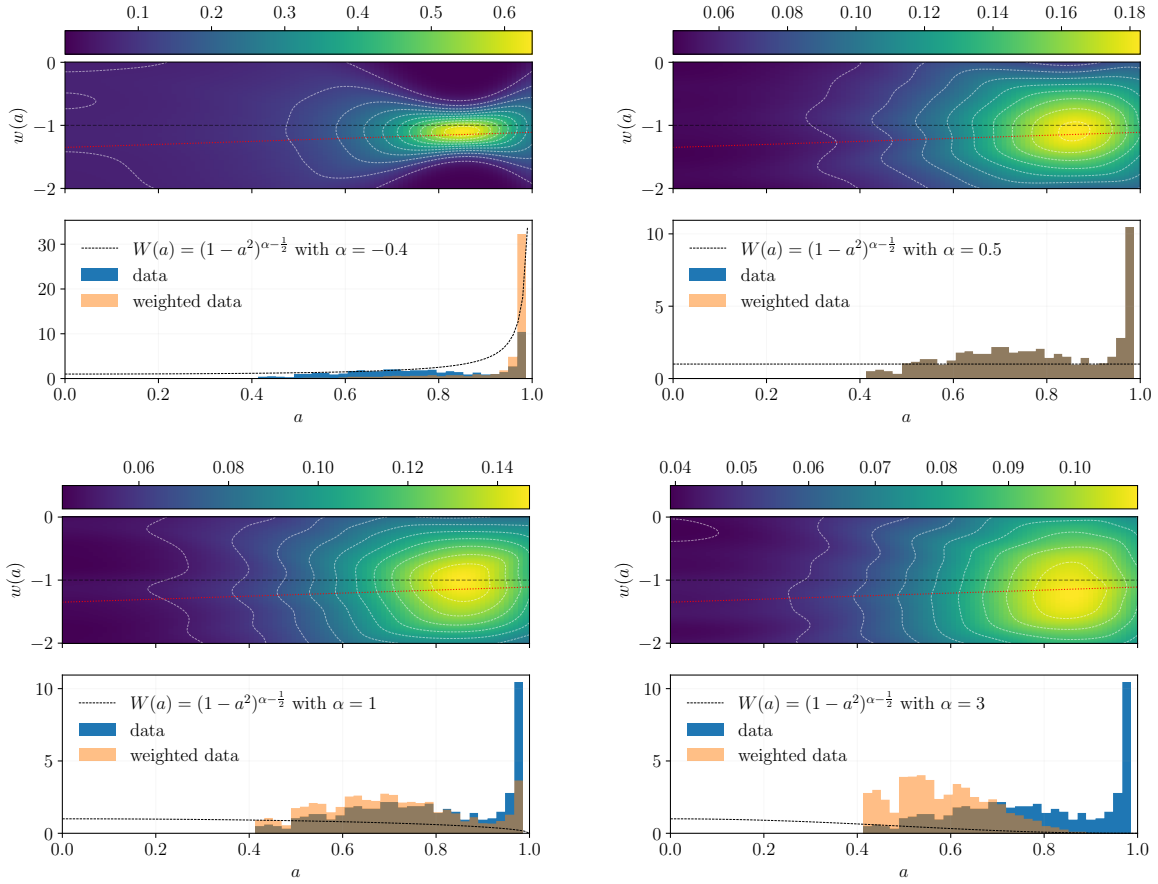 0.1 0.2 0.3 0.4 0.5 0.6
0
−1
−2
w(a)
30
20
10
0
W(a) = (1 − a²)^{α−1/2} with α = −0.4
data
weighted data
0.0 0.2 0.4 0.6 0.8 1.0
a
0.06 0.08 0.10 0.12 0.14 0.16 0.18
0
−1
−2
w(a)
10
5
0
W(a) = (1 − a²)^{α−1/2} with α = 0.5
data
weighted data
0.0 0.2 0.4 0.6 0.8 1.0
a
0.06 0.08 0.10 0.12 0.14
0
−1
−2
w(a)
10
5
0
W(a) = (1 − a²)^{α−1/2} with α = 1
data
weighted data
0.0 0.2 0.4 0.6 0.8 1.0
a
0.04 0.05 0.06 0.07 0.08 0.09 0.10
0
−1
−2
w(a)
10
5
0
W(a) = (1 − a²)^{α−1/2} with α = 3
data
weighted data
0.0 0.2 0.4 0.6 0.8 1.0
a